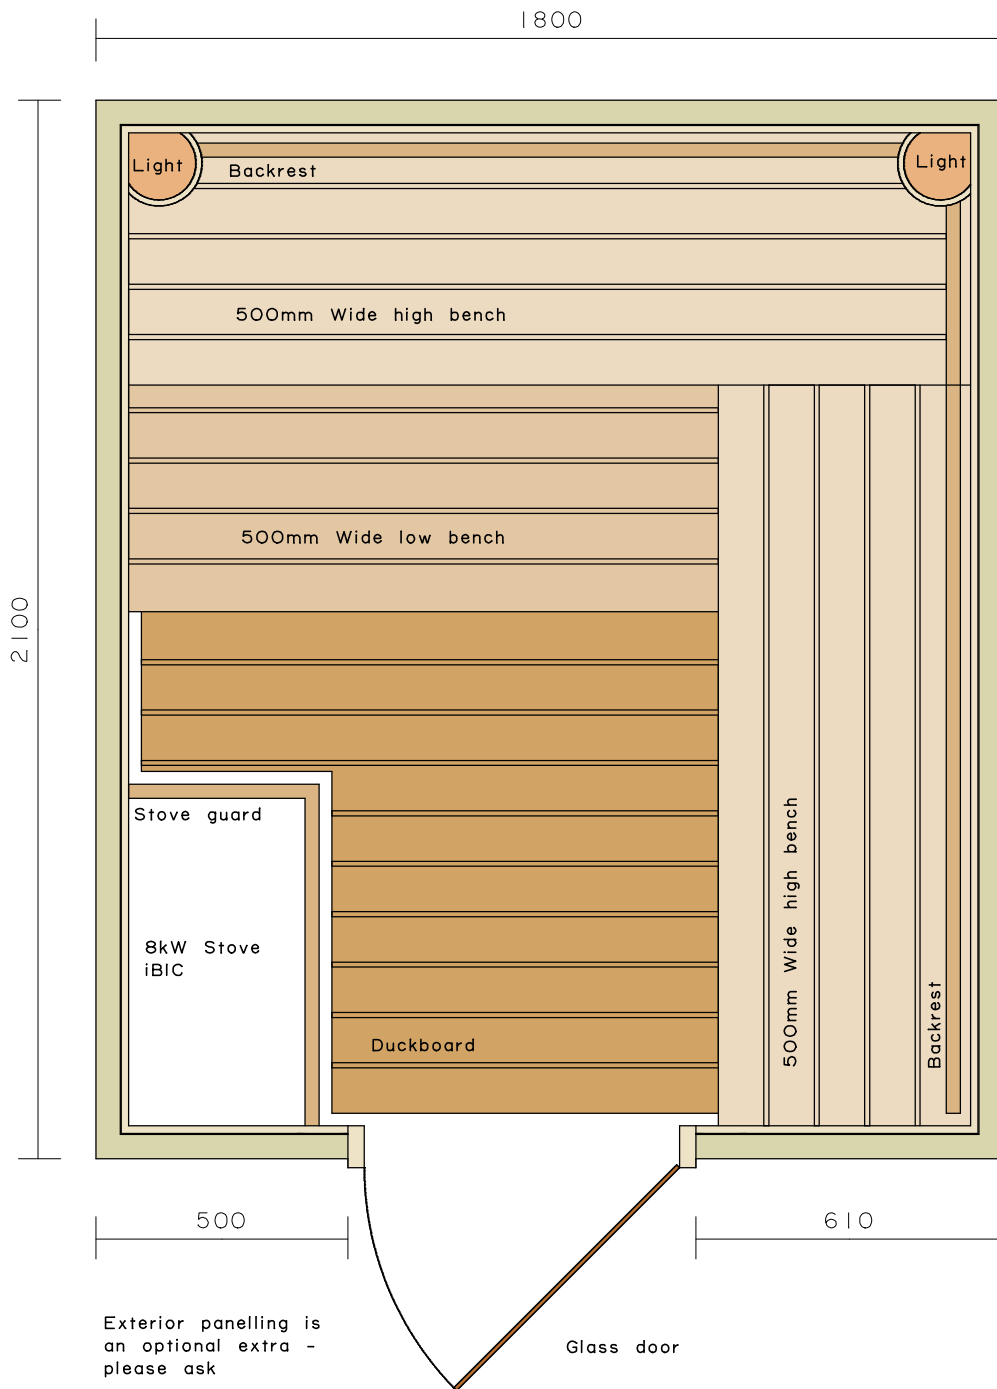 1800
Light
Light
Backrest
500mm Wide high bench
500mm Wide low bench
2100
Stove guard
500mm Wide high bench
8kW Stove
iBIC
Backrest
Duckboard
500
610
Exterior panelling is
an optional extra -
please ask
Glass door